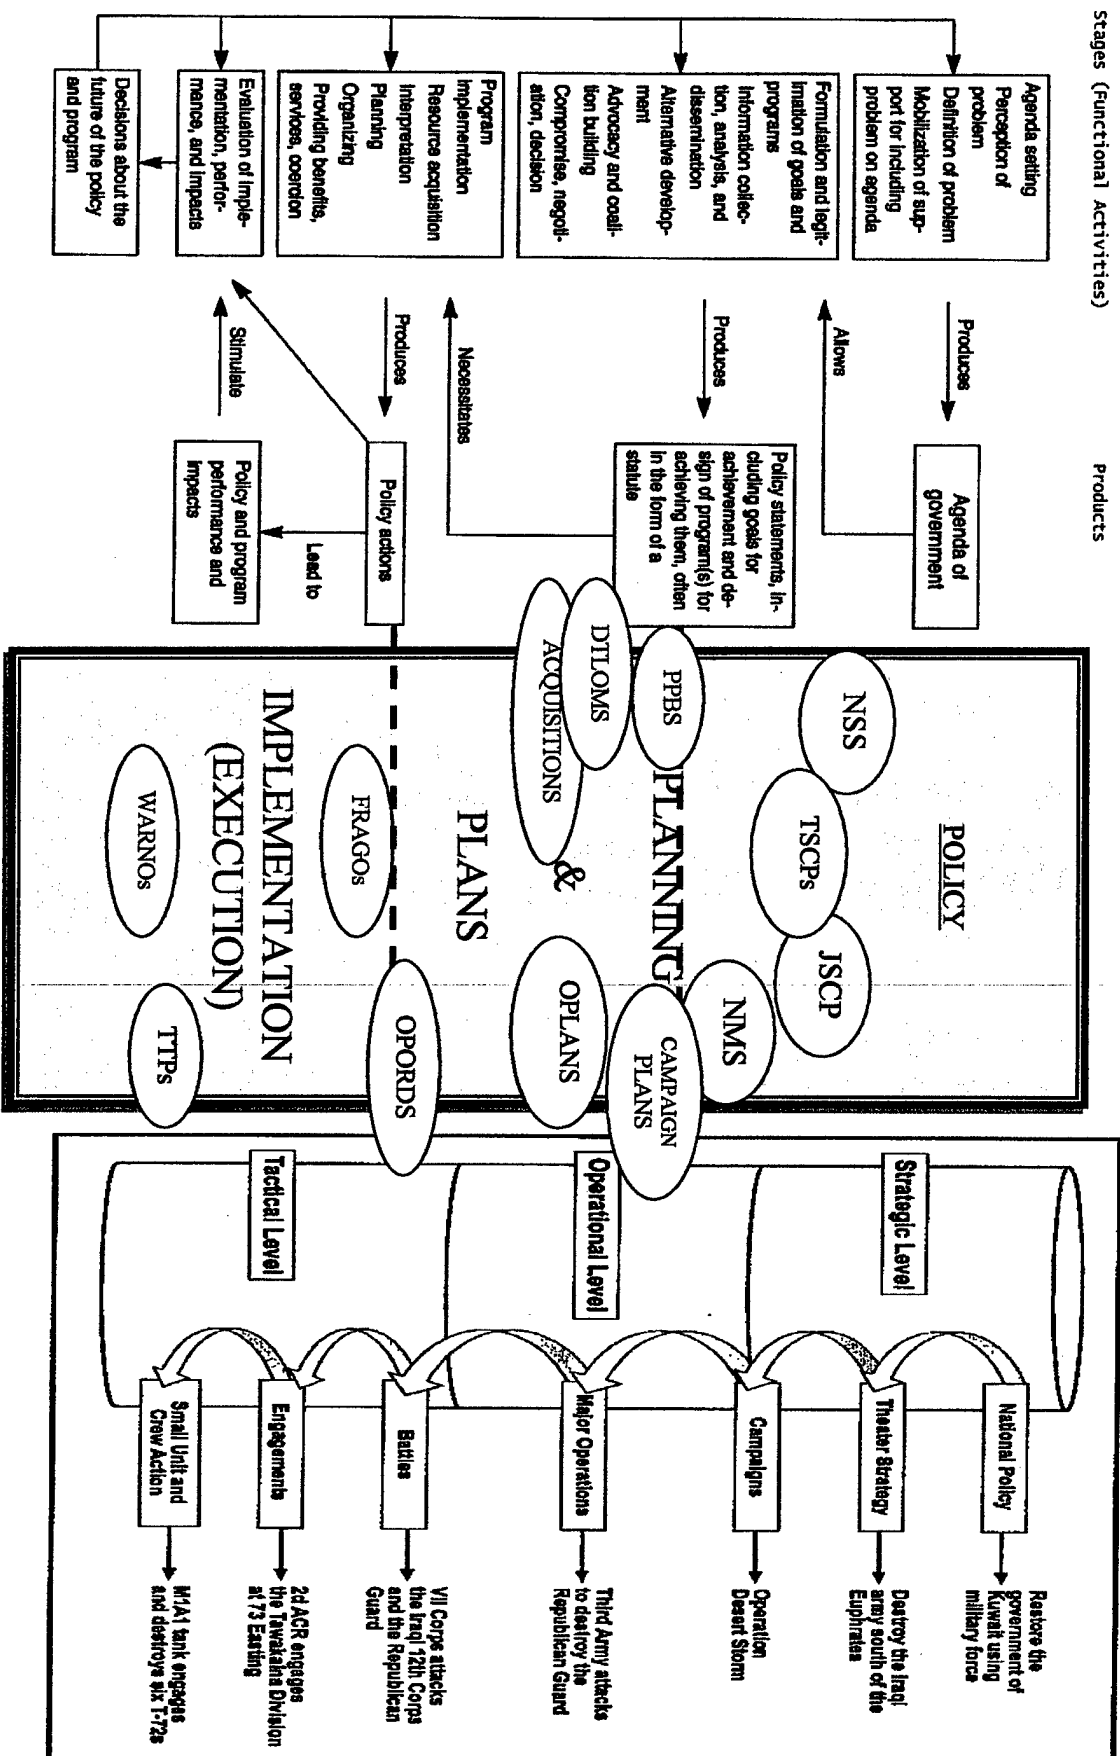 Stages (Functional Activities)
Products
Agenda setting
Perception of
problem
Definition of problem
Mobilization of sup-
port for including
problem on agenda
Produces
Agenda of
government
Allows
Formulation and legit-
imation of goals and
programs
Information collec-
tion, analysis, and
dissemination
Alternative develop-
ment
Advocacy and coali-
tion building
Compromise, negoti-
ation, decision
Produces
Policy statements, in-
cluding goals for
achievement and de-
sign of program(s) for
achieving them, often
in the form of a
statute
Necessitates
Program
implementation
Resource acquisition
Interpretation
Planning
Organizing
Providing benefits,
services, coercion
Produces
Policy actions
Lead to
Evaluation of imple-
mentation, perfor-
mance, and impacts
Stimulate
Policy and program
performance and
impacts
Decisions about the
future of the policy
and program
POLICY
NSS
TSCPs
JSCP
NMS
PPBS
PLANNING
CAMPAIGN
PLANS
DTLOMS
ACQUISITIONS
&
OPLANS
PLANS
FRAGOs
OPORDS
IMPLEMENTATION
(EXECUTION)
WARNOs
TTPs
Strategic Level
Operational Level
Tactical Level
National Policy
Restore the
government of
Kuwait using
military force
Theater Strategy
Destroy the Iraqi
army south of the
Euphrates
Campaigns
Operation
Desert Storm
Major Operations
Third Army attacks
to destroy the
Republican Guard
Battles
VII Corps attacks
the Iraqi 12th Corps
and the Republican
Guard
Engagements
2d ACR engages
the Tawakalna Division
at 73 Easting
Small Unit and
Crew Action
M1A1 tank engages
and destroys six T-72s